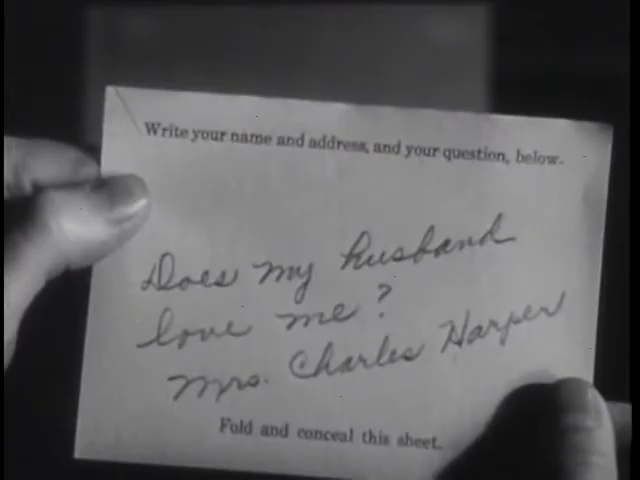 Write your name and address, and your question, below.
Does my husband
love me?
Mrs. Charles Harper
Fold and conceal this sheet.